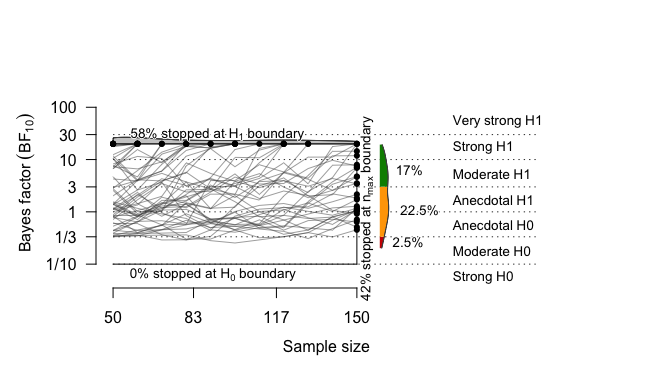 100
30
10
3
1
1/3
1/10
Bayes factor (BF₁₀)
58% stopped at H₁ boundary
0% stopped at H₀ boundary
42% stopped at nₘₐₓ boundary
17%
22.5%
2.5%
Very strong H1
Strong H1
Moderate H1
Anecdotal H1
Anecdotal H0
Moderate H0
Strong H0
50 83 117 150
Sample size